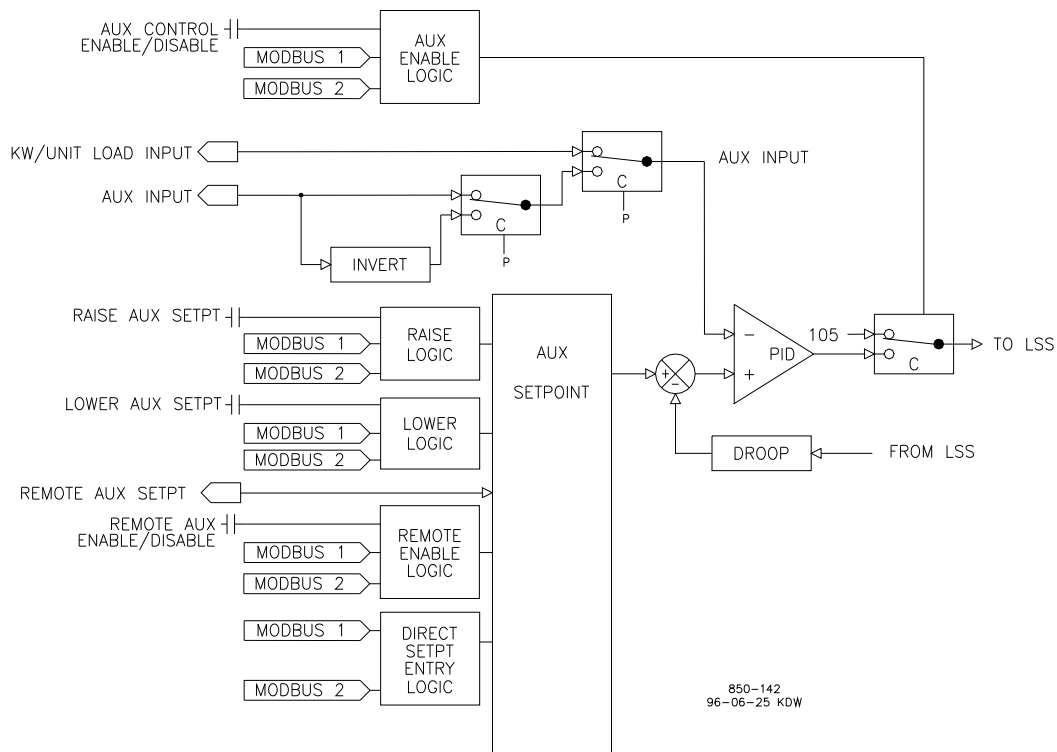 AUX CONTROL
ENABLE/DISABLE
MODBUS 1
MODBUS 2
AUX
ENABLE
LOGIC
KW/UNIT LOAD INPUT
AUX INPUT
C
P
AUX INPUT
C
P
INVERT
RAISE AUX SETPT
MODBUS 1
MODBUS 2
RAISE
LOGIC
LOWER AUX SETPT
MODBUS 1
MODBUS 2
LOWER
LOGIC
REMOTE AUX SETPT
REMOTE AUX
ENABLE/DISABLE
MODBUS 1
MODBUS 2
REMOTE
ENABLE
LOGIC
MODBUS 1
MODBUS 2
DIRECT
SETPT
ENTRY
LOGIC
AUX
SETPOINT
+
-
-
+
PID
105
C
TO LSS
DROOP
FROM LSS
850-142
96-06-25 KDW